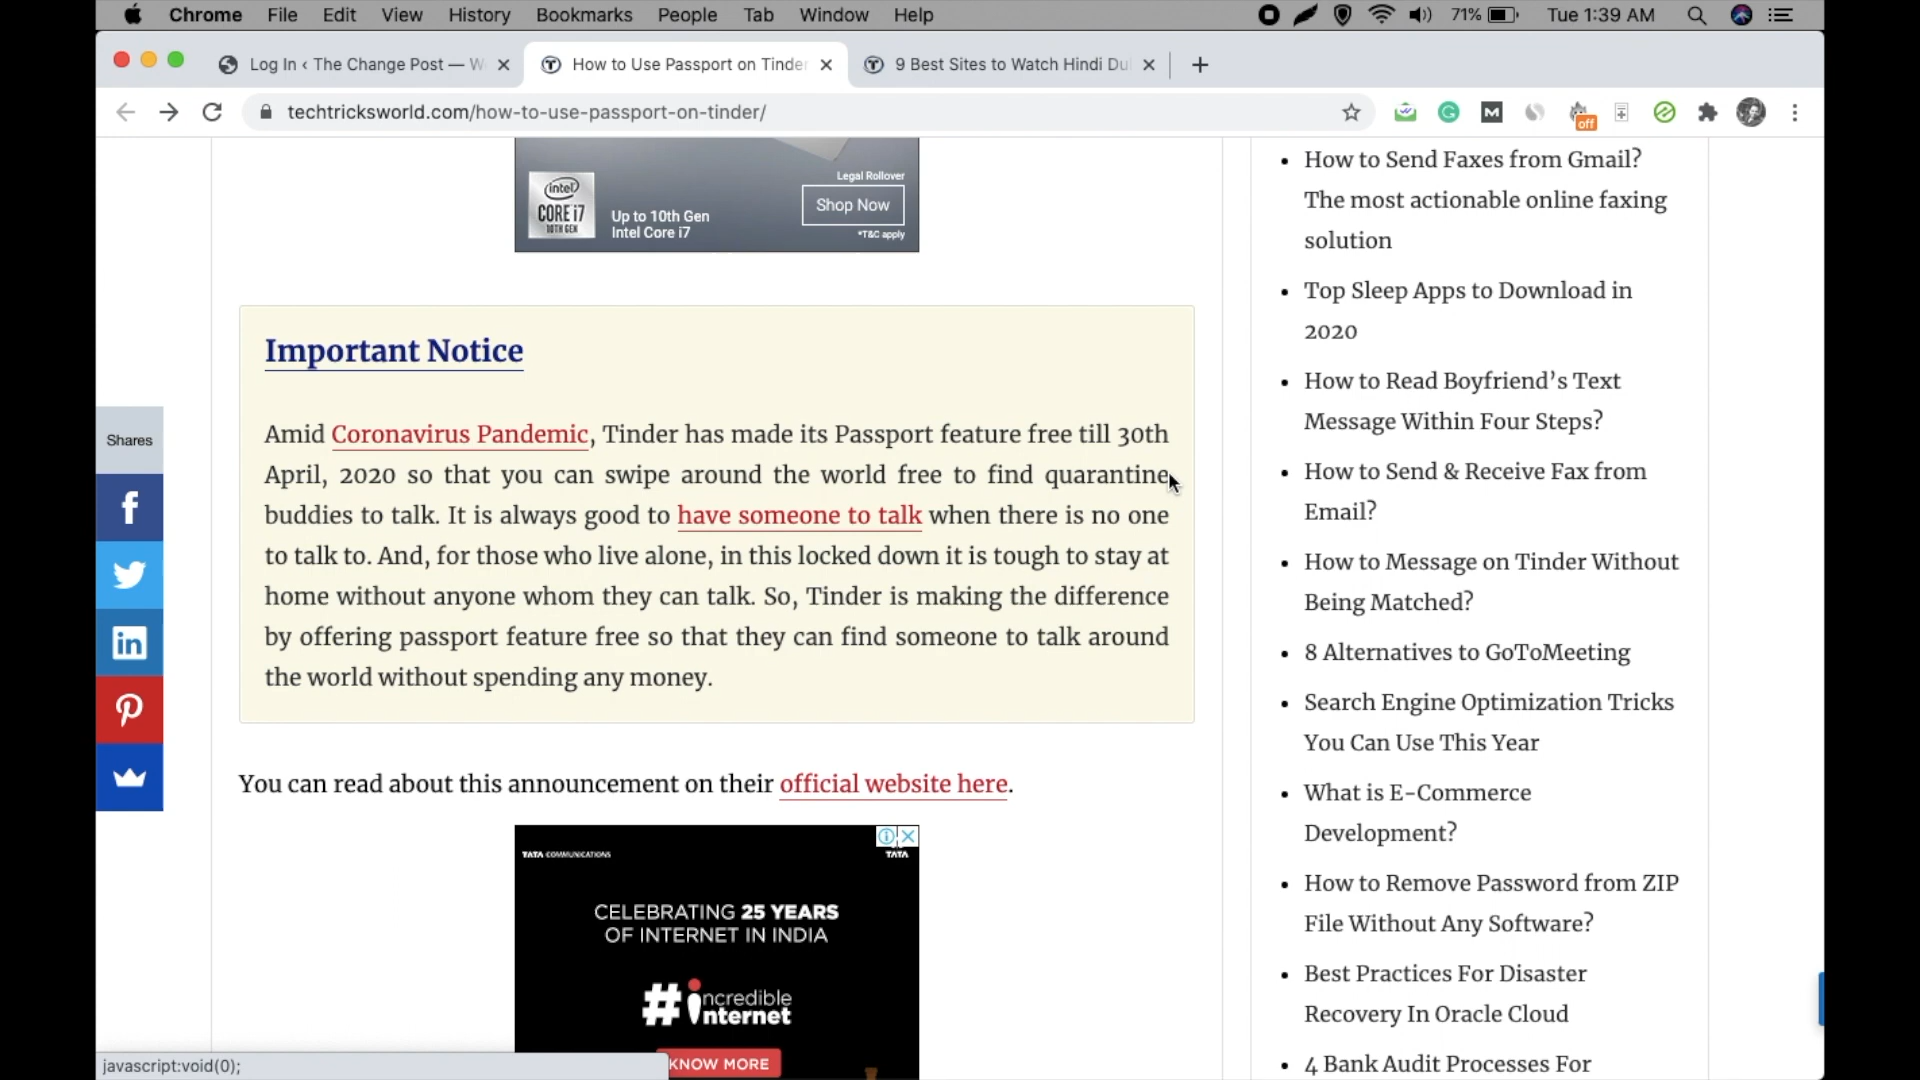 Chrome File Edit View History Bookmarks People Tab Window Help 71% Tue 1:39 AM
Log In ‹ The Change Post — W How to Use Passport on Tinder 9 Best Sites to Watch Hindi Du
techtricksworld.com/how-to-use-passport-on-tinder/
off
intel
CORE i7
10TH GEN
Up to 10th Gen
Intel Core i7
Legal Rollover
Shop Now
*T&C apply
Important Notice
Amid Coronavirus Pandemic, Tinder has made its Passport feature free till 30th
April, 2020 so that you can swipe around the world free to find quarantine
buddies to talk. It is always good to have someone to talk when there is no one
to talk to. And, for those who live alone, in this locked down it is tough to stay at
home without anyone whom they can talk. So, Tinder is making the difference
by offering passport feature free so that they can find someone to talk around
the world without spending any money.
You can read about this announcement on their official website here.
Shares
TATA COMMUNICATIONS
TATA
CELEBRATING 25 YEARS
OF INTERNET IN INDIA
#incredible
internet
KNOW MORE
How to Send Faxes from Gmail?
The most actionable online faxing
solution
Top Sleep Apps to Download in
2020
How to Read Boyfriend’s Text
Message Within Four Steps?
How to Send & Receive Fax from
Email?
How to Message on Tinder Without
Being Matched?
8 Alternatives to GoToMeeting
Search Engine Optimization Tricks
You Can Use This Year
What is E-Commerce
Development?
How to Remove Password from ZIP
File Without Any Software?
Best Practices For Disaster
Recovery In Oracle Cloud
4 Bank Audit Processes For
javascript:void(0);